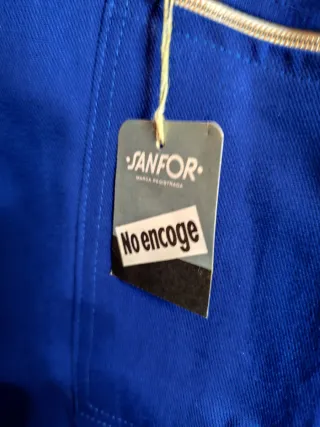 ·SANFOR·
MARCA REGISTRADA
No encoge